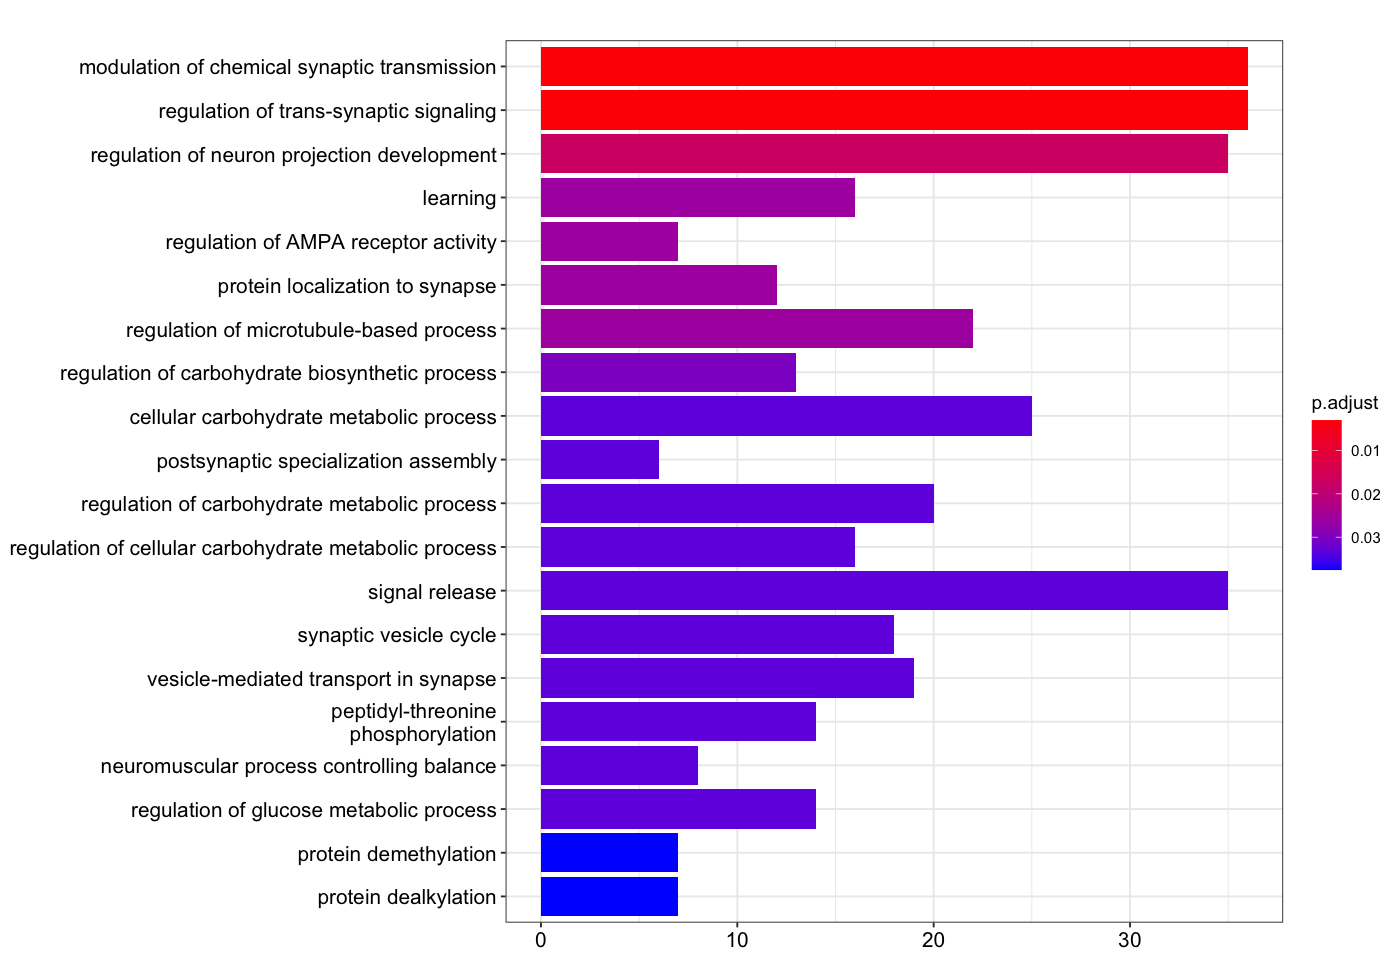 modulation of chemical synaptic transmission
regulation of trans-synaptic signaling
regulation of neuron projection development
learning
regulation of AMPA receptor activity
protein localization to synapse
regulation of microtubule-based process
regulation of carbohydrate biosynthetic process
cellular carbohydrate metabolic process
postsynaptic specialization assembly
regulation of carbohydrate metabolic process
regulation of cellular carbohydrate metabolic process
signal release
synaptic vesicle cycle
vesicle-mediated transport in synapse
peptidyl-threonine
phosphorylation
neuromuscular process controlling balance
regulation of glucose metabolic process
protein demethylation
protein dealkylation
0 10 20 30
p.adjust
0.01
0.02
0.03